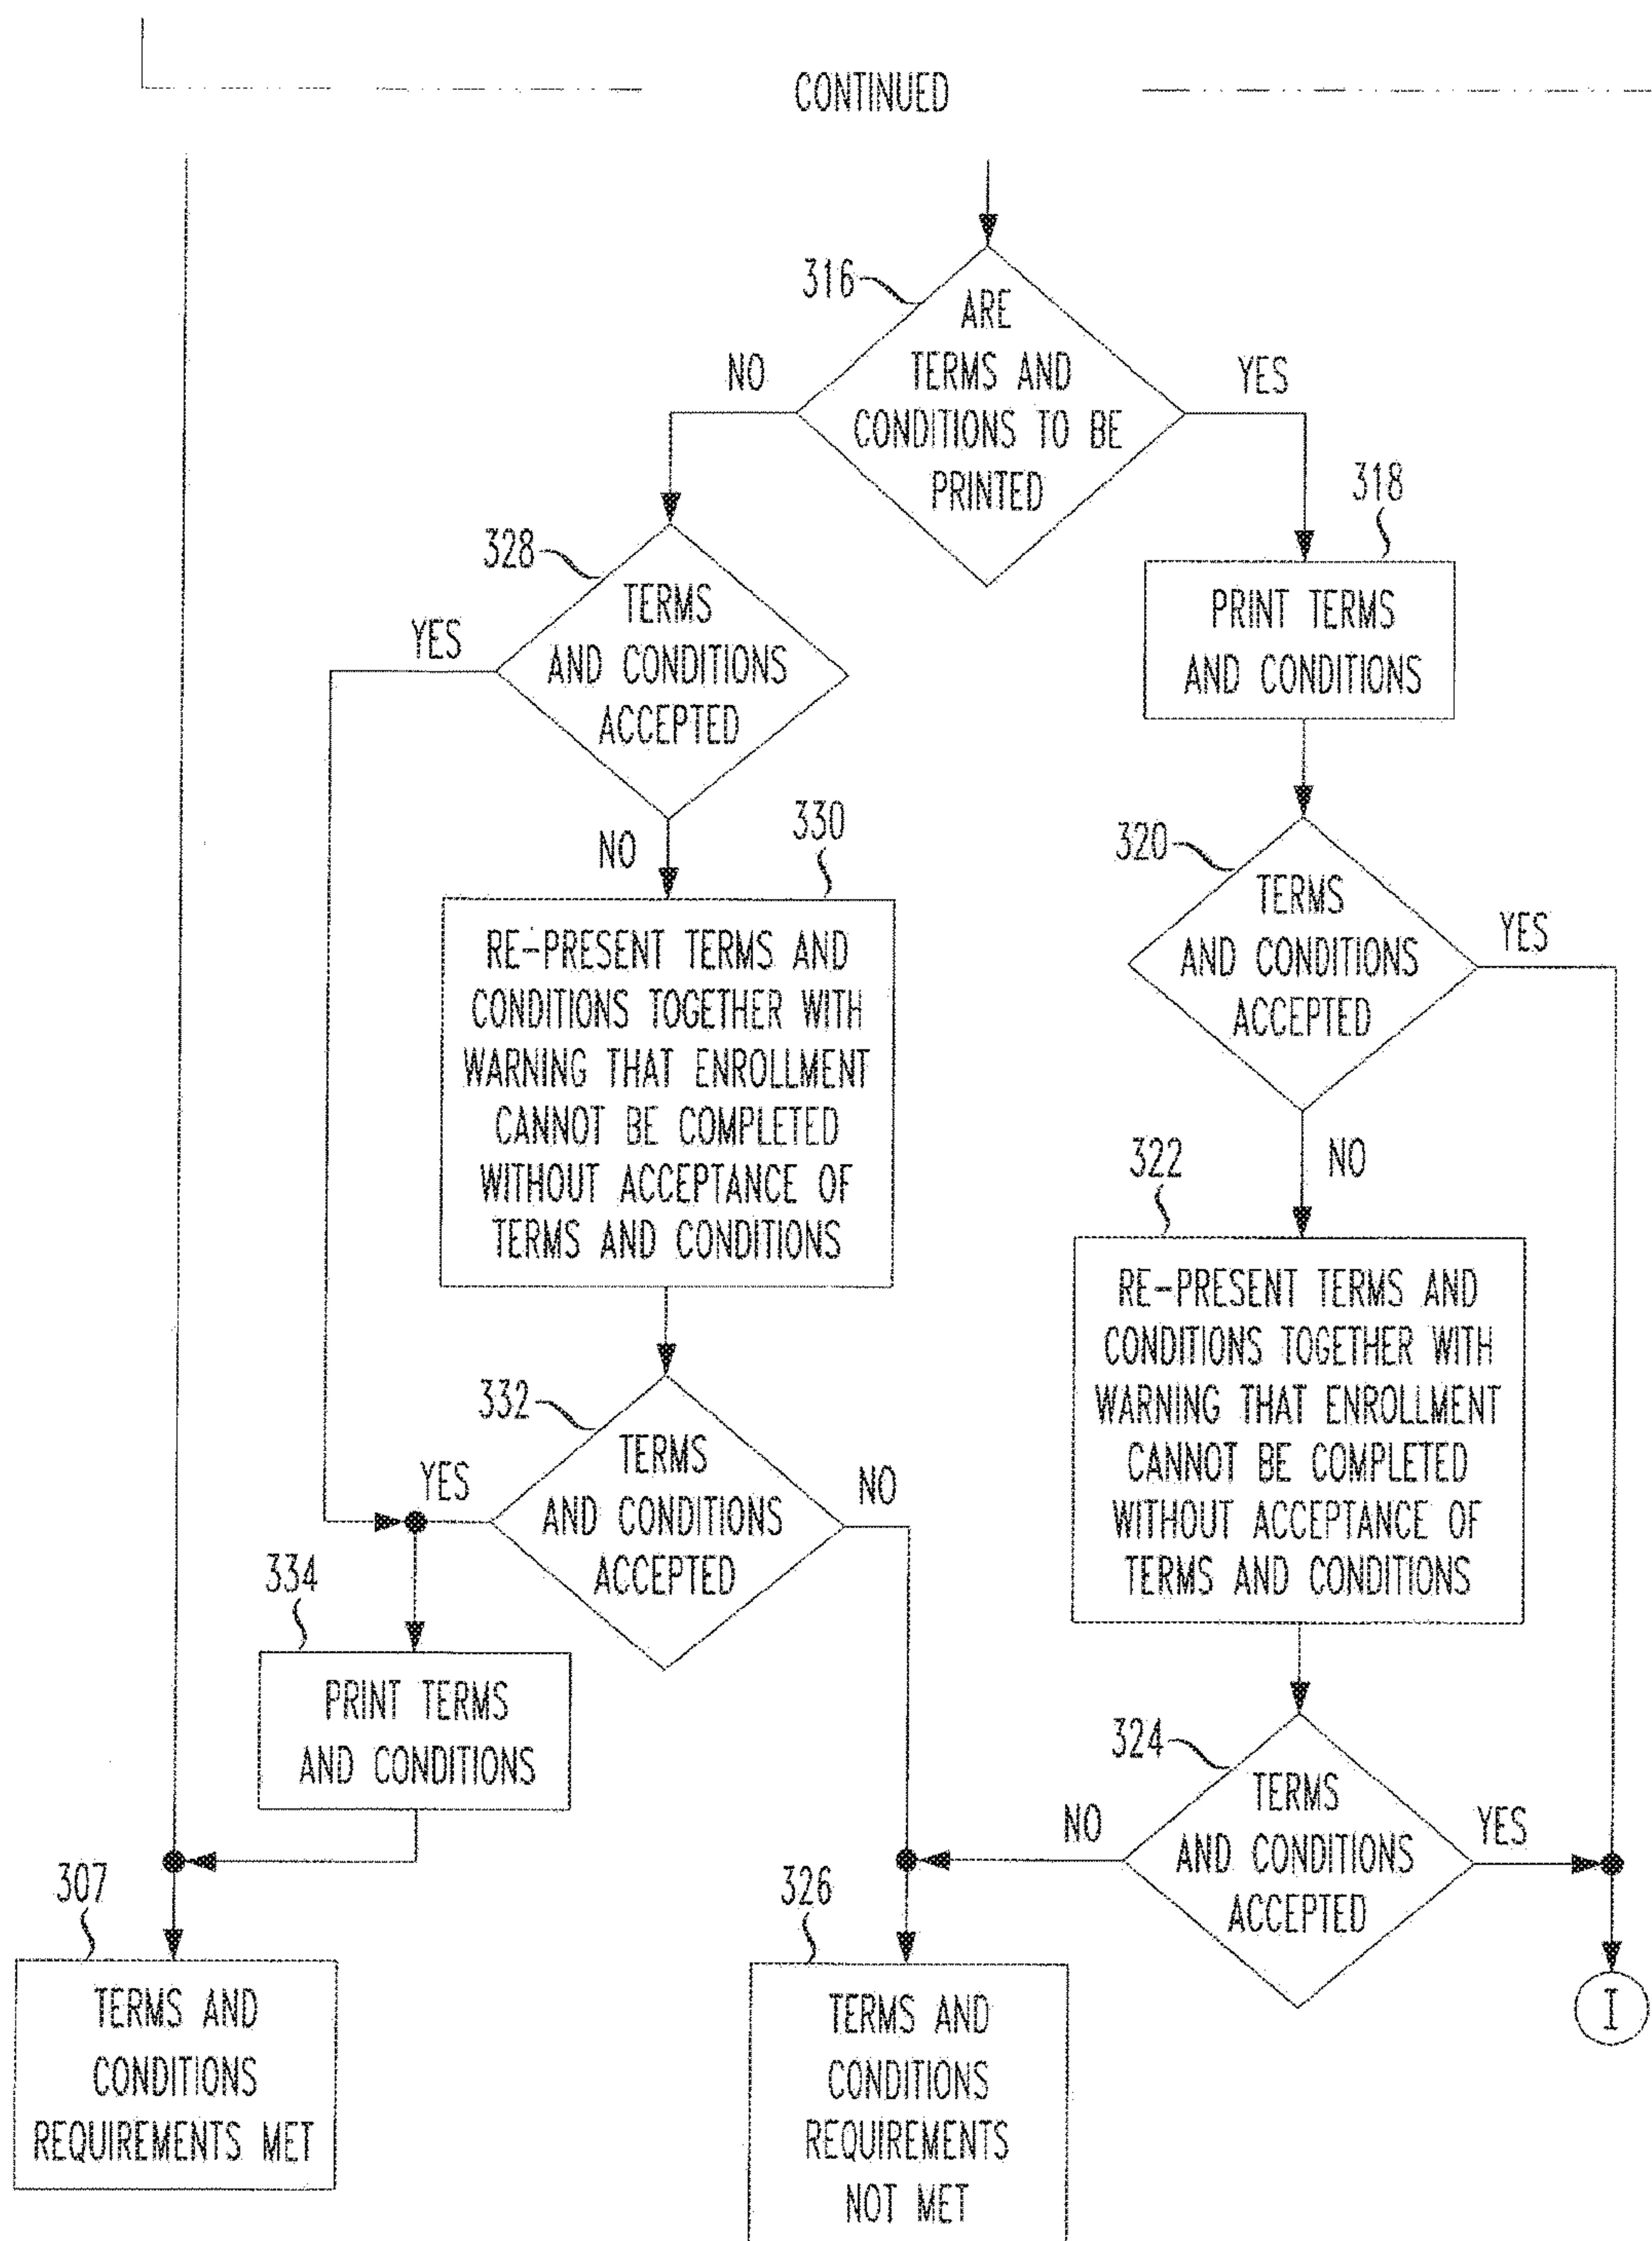 CONTINUED
316
ARE
TERMS AND
CONDITIONS TO BE
PRINTED
NO
YES
328
TERMS
AND CONDITIONS
ACCEPTED
YES
NO
318
PRINT TERMS
AND CONDITIONS
330
RE-PRESENT TERMS AND
CONDITIONS TOGETHER WITH
WARNING THAT ENROLLMENT
CANNOT BE COMPLETED
WITHOUT ACCEPTANCE OF
TERMS AND CONDITIONS
320
TERMS
AND CONDITIONS
ACCEPTED
YES
NO
322
RE-PRESENT TERMS AND
CONDITIONS TOGETHER WITH
WARNING THAT ENROLLMENT
CANNOT BE COMPLETED
WITHOUT ACCEPTANCE OF
TERMS AND CONDITIONS
332
TERMS
AND CONDITIONS
ACCEPTED
YES
NO
334
PRINT TERMS
AND CONDITIONS
324
TERMS
AND CONDITIONS
ACCEPTED
NO
YES
307
TERMS AND
CONDITIONS
REQUIREMENTS MET
326
TERMS AND
CONDITIONS
REQUIREMENTS
NOT MET
I